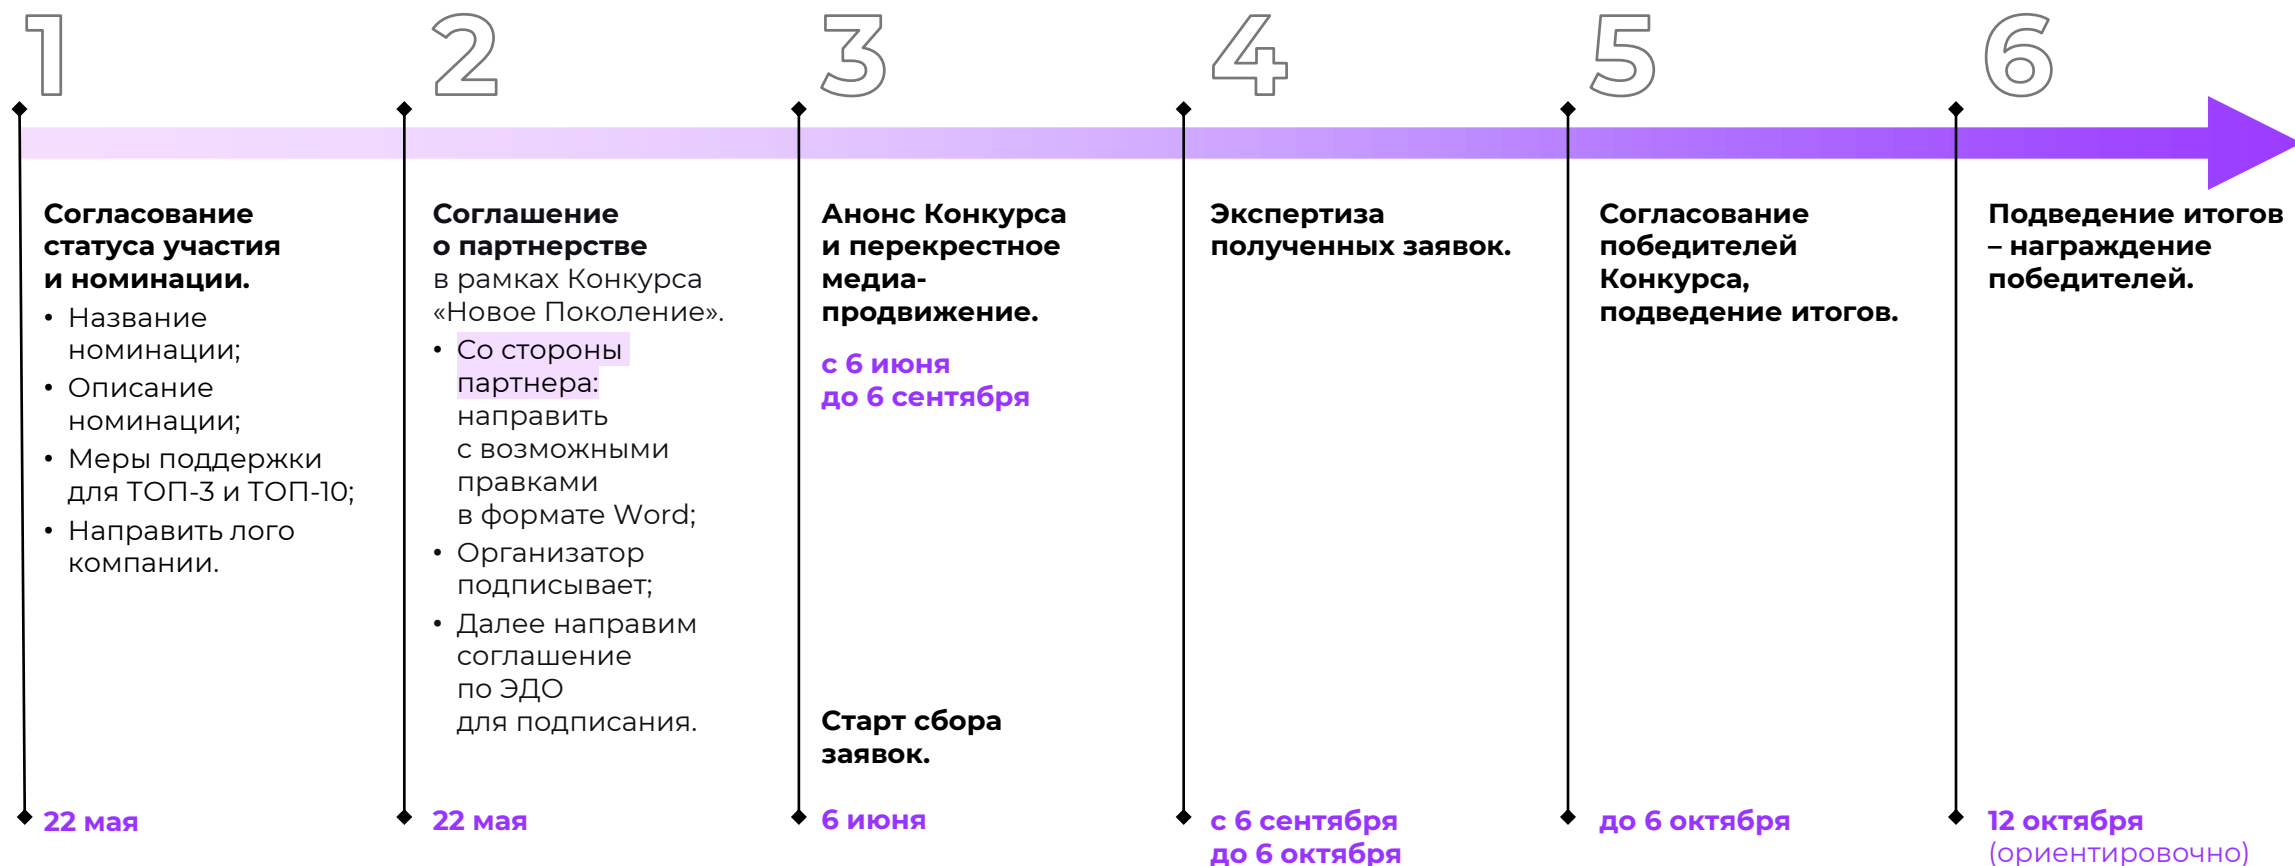 1
Согласование
статуса участия
и номинации.
• Название
номинации;
• Описание
номинации;
• Меры поддержки
для ТОП-3 и ТОП-10;
• Направить лого
компании.
22 мая
2
Соглашение
о партнерстве
в рамках Конкурса
«Новое Поколение».
• Со стороны
партнера:
направить
с возможными
правками
в формате Word;
• Организатор
подписывает;
• Далее направим
соглашение
по ЭДО
для подписания.
22 мая
3
Анонс Конкурса
и перекрестное
медиа-
продвижение.
с 6 июня
до 6 сентября
Старт сбора
заявок.
6 июня
4
Экспертиза
полученных заявок.
с 6 сентября
до 6 октября
5
Согласование
победителей
Конкурса,
подведение итогов.
до 6 октября
6
Подведение итогов
– награждение
победителей.
12 октября
(ориентировочно)